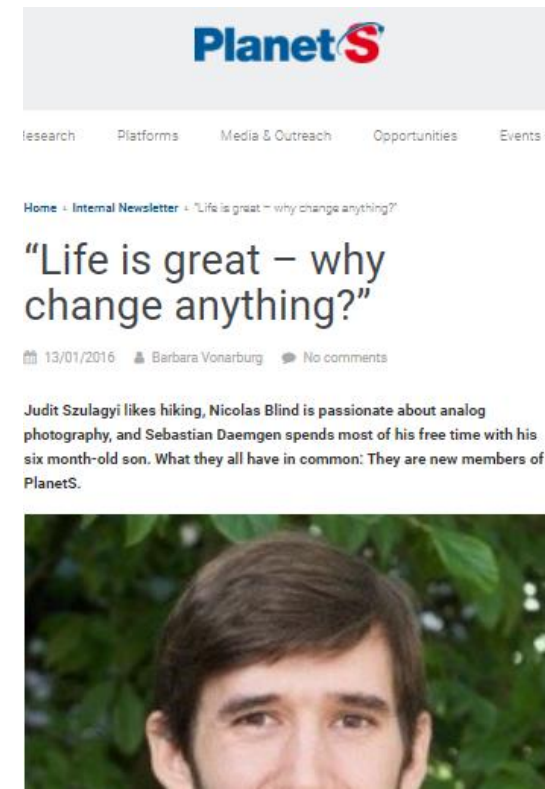 PlanetS
Research Platforms Media & Outreach Opportunities Events
Home Internal Newsletter "Life is great – why change anything?"
“Life is great – why
change anything?”
13/01/2016 Barbara Vonarburg No comments
Judit Szulagyi likes hiking, Nicolas Blind is passionate about analog
photography, and Sebastian Daemgen spends most of his free time with his
six month-old son. What they all have in common: They are new members of
PlanetS.